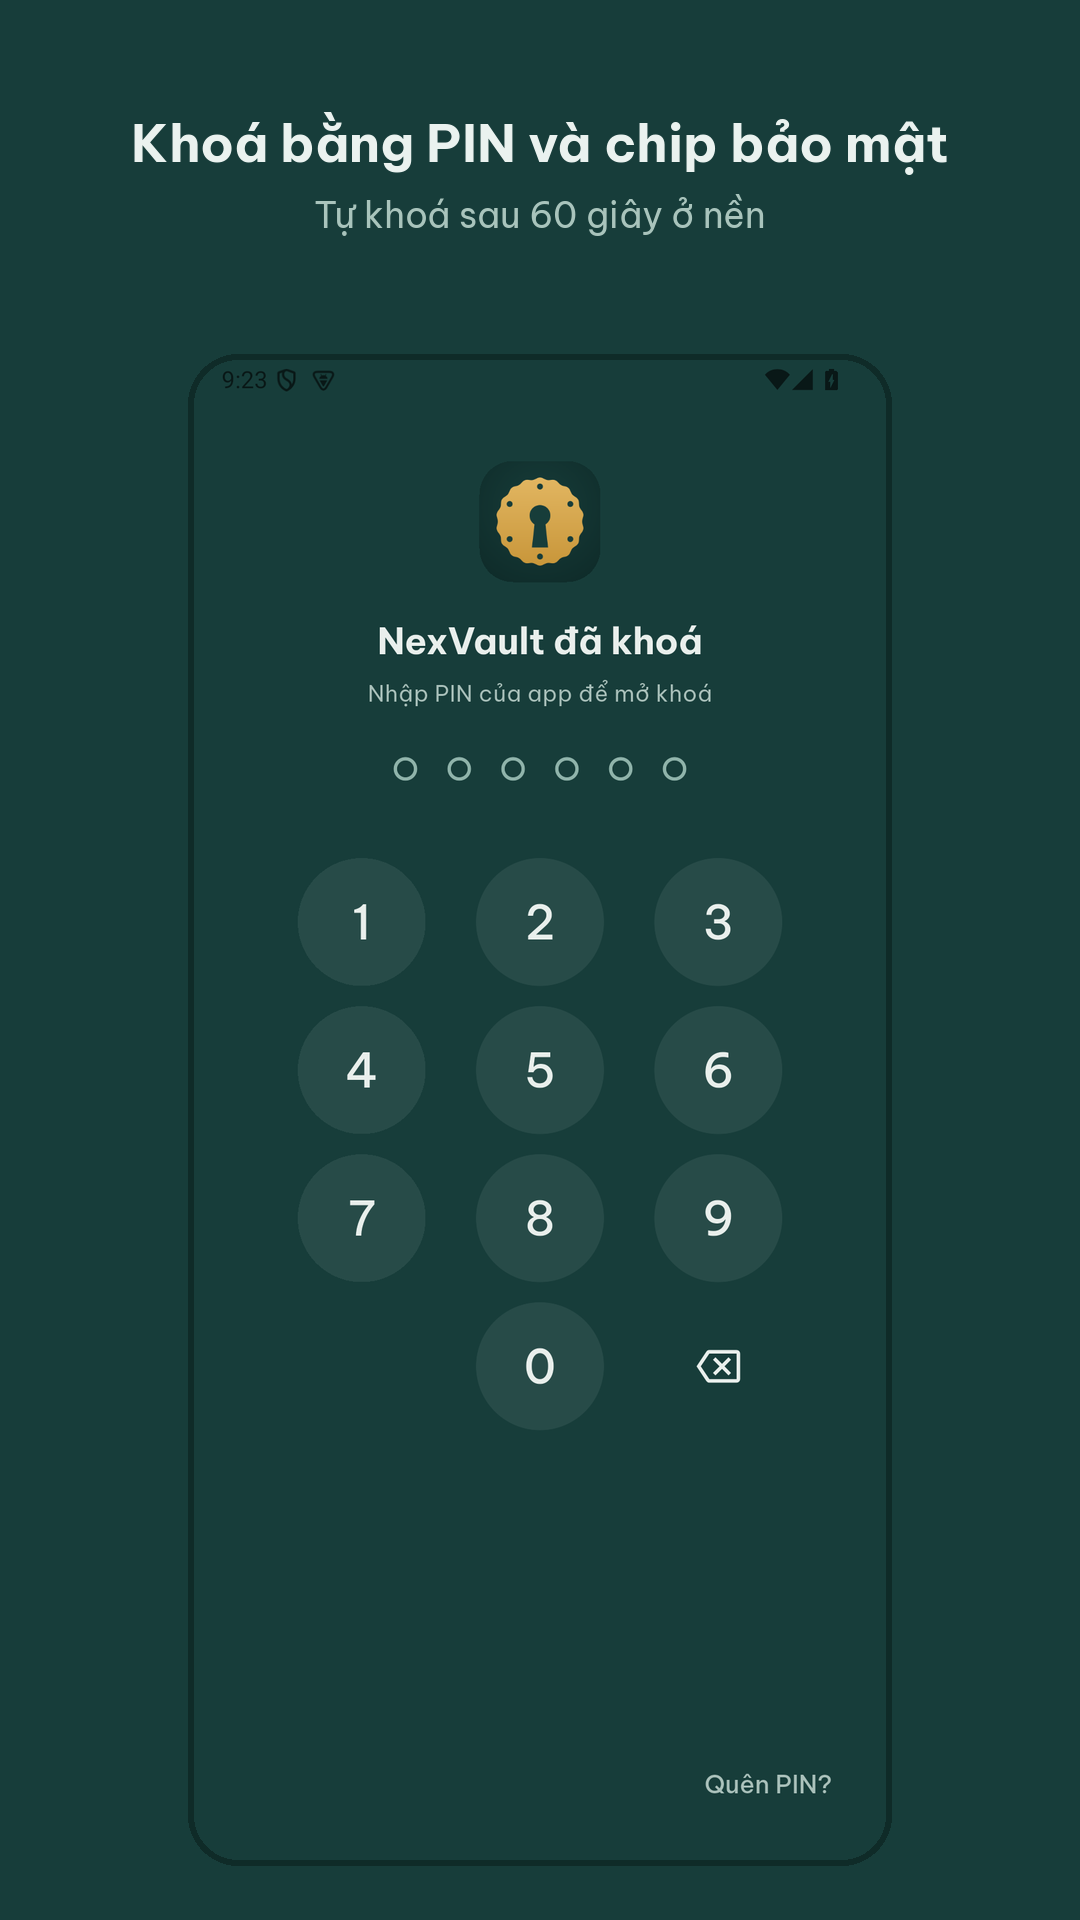 Khoá bằng PIN và chip bảo mật
Tự khoá sau 60 giây ở nền
9:23
NexVault đã khoá
Nhập PIN của app để mở khoá
1 2 3
4 5 6
7 8 9
0
Quên PIN?